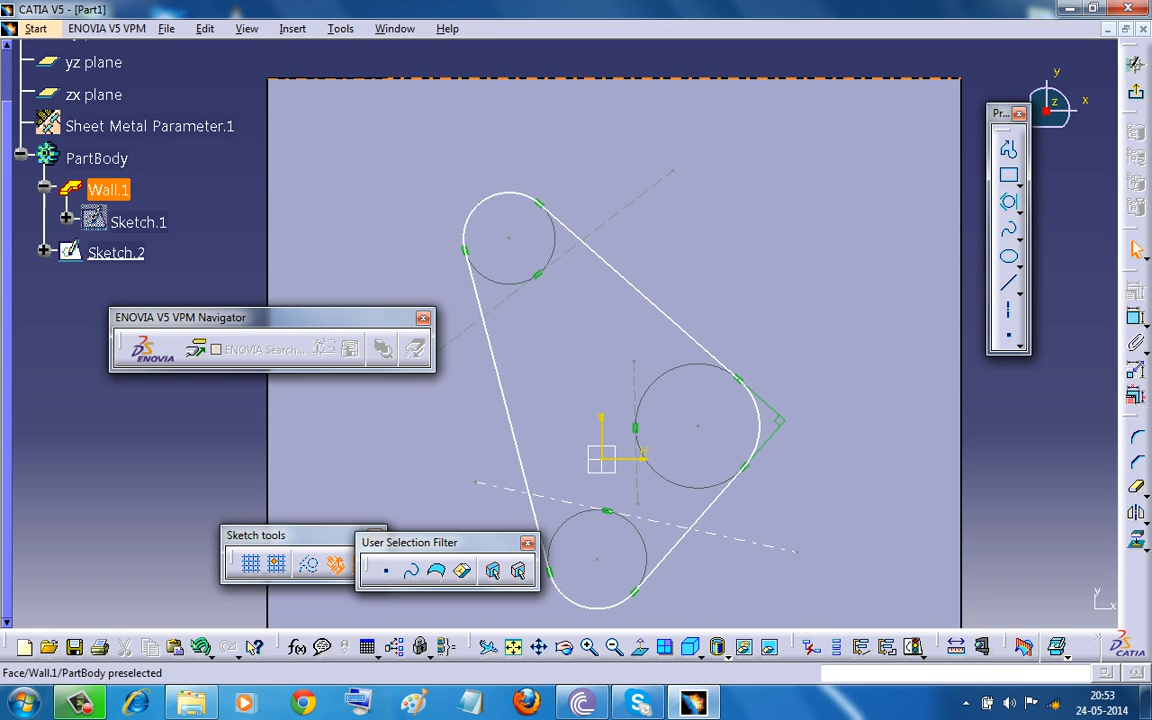 CATIA V5 - [Part1]
Start ENOVIA V5 VPM File Edit View Insert Tools Window Help
yz plane
zx plane
Sheet Metal Parameter.1
PartBody
Wall.1
Sketch.1
Sketch.2
y
x
z
Pr...
ENOVIA V5 VPM Navigator
ENOVIA
ENOVIA Search...
Sketch tools
User Selection Filter
y
x
CATIA
Face/Wall.1/PartBody preselected
20:53
24-05-2014